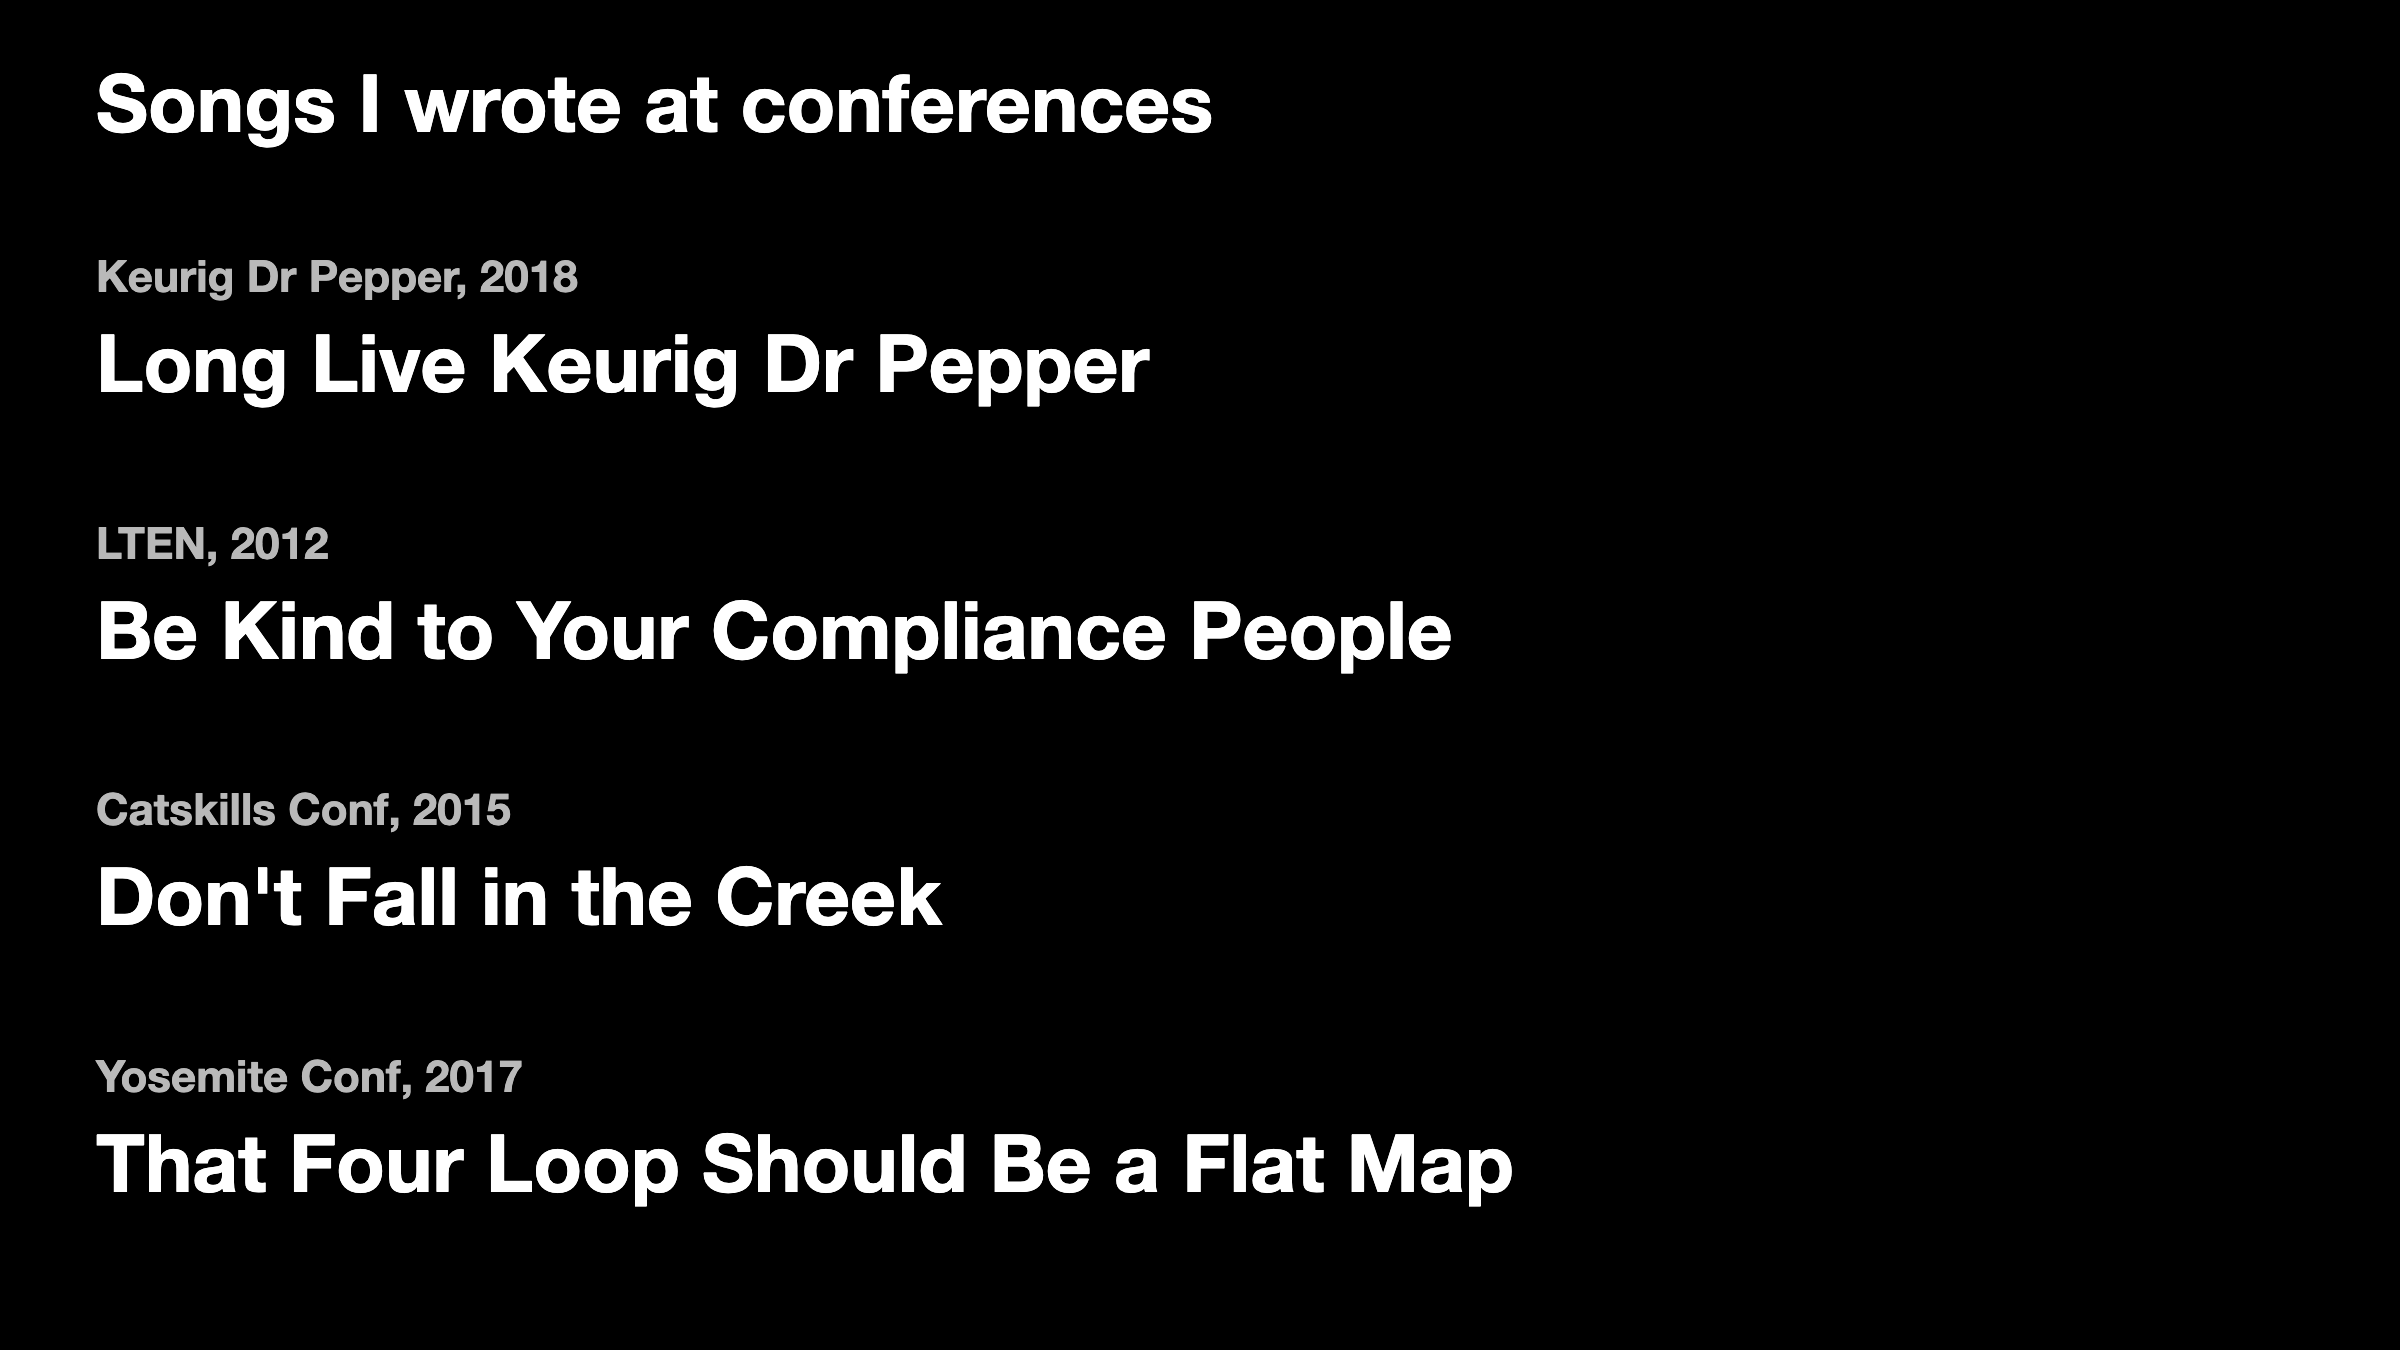 Songs I wrote at conferences
Keurig Dr Pepper, 2018
Long Live Keurig Dr Pepper
LTEN, 2012
Be Kind to Your Compliance People
Catskills Conf, 2015
Don't Fall in the Creek
Yosemite Conf, 2017
That Four Loop Should Be a Flat Map